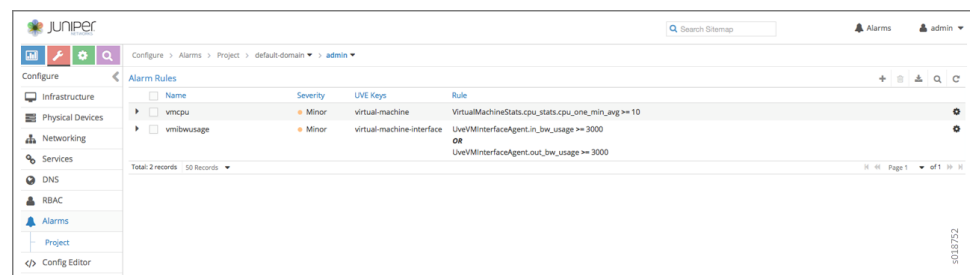 JUNIPer
NETWORKS
Search Sitemap
Alarms
admin
Configure > Alarms > Project > default-domain > admin
Configure
Alarm Rules
Name Severity UVE Keys Rule
Infrastructure
vmcpu Minor virtual-machine VirtualMachineStats.cpu_stats.cpu_one_min_avg >= 10
Physical Devices
vmibwusage Minor virtual-machine-interface UveVMInterfaceAgent.in_bw_usage >= 3000
OR
UveVMInterfaceAgent.out_bw_usage >= 3000
Networking
Services
Total: 2 records 50 Records Page 1 of 1
DNS
RBAC
Alarms
Project
Config Editor
s018752